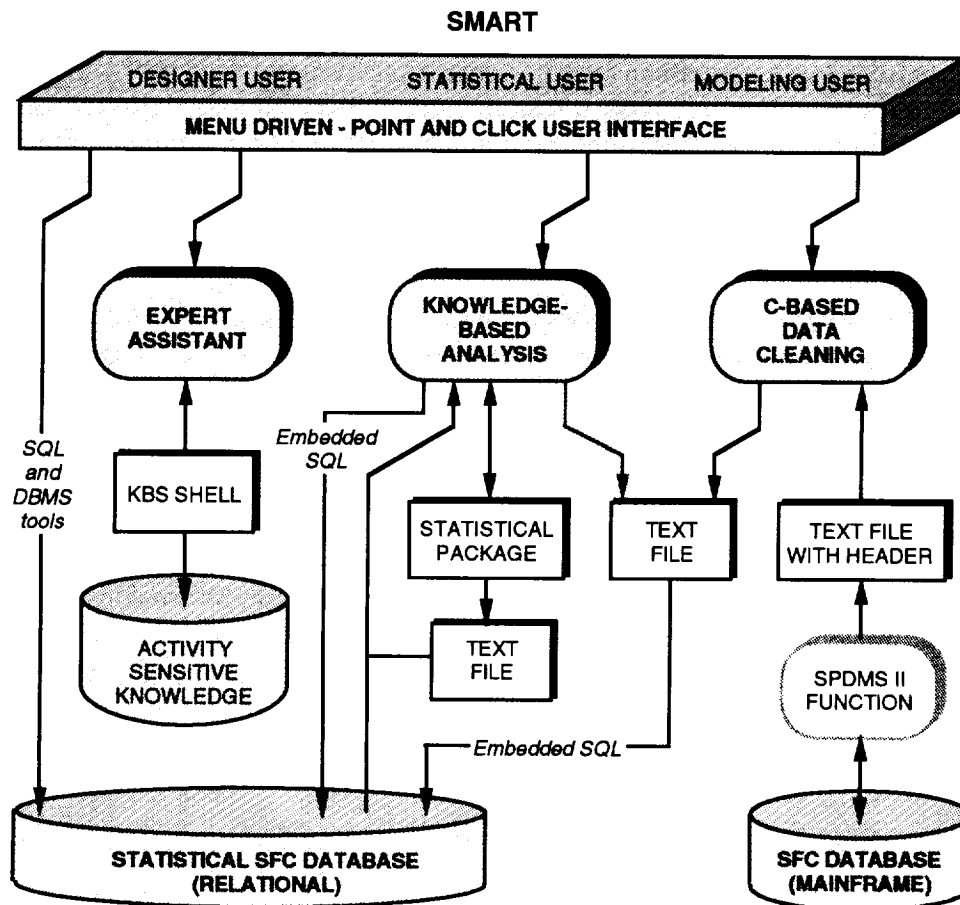 SMART
DESIGNER USER
STATISTICAL USER
MODELING USER
MENU DRIVEN - POINT AND CLICK USER INTERFACE
EXPERT
ASSISTANT
KNOWLEDGE-
BASED
ANALYSIS
C-BASED
DATA
CLEANING
SQL
and
DBMS
tools
Embedded
SQL
KBS SHELL
STATISTICAL
PACKAGE
TEXT
FILE
TEXT FILE
WITH HEADER
ACTIVITY
SENSITIVE
KNOWLEDGE
TEXT
FILE
SPDMS II
FUNCTION
Embedded SQL
STATISTICAL SFC DATABASE
(RELATIONAL)
SFC DATABASE
(MAINFRAME)